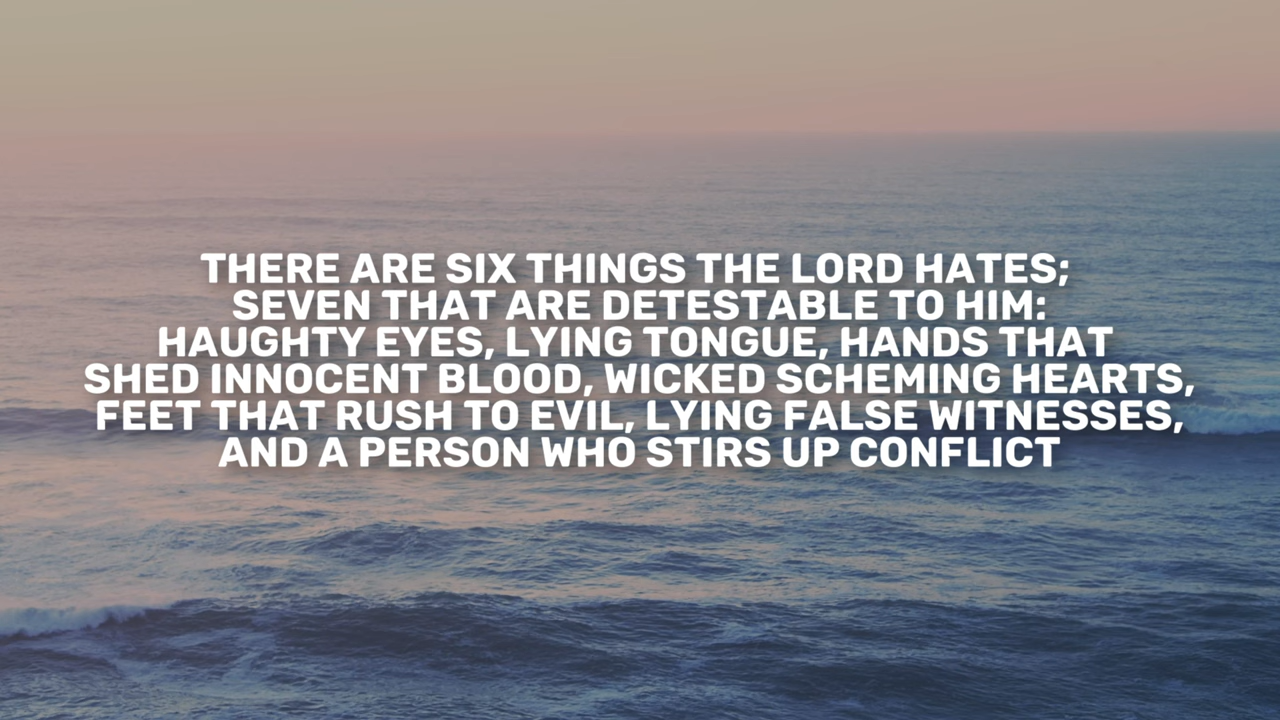 THERE ARE SIX THINGS THE LORD HATES;
SEVEN THAT ARE DETESTABLE TO HIM:
HAUGHTY EYES, LYING TONGUE, HANDS THAT
SHED INNOCENT BLOOD, WICKED SCHEMING HEARTS,
FEET THAT RUSH TO EVIL, LYING FALSE WITNESSES,
AND A PERSON WHO STIRS UP CONFLICT